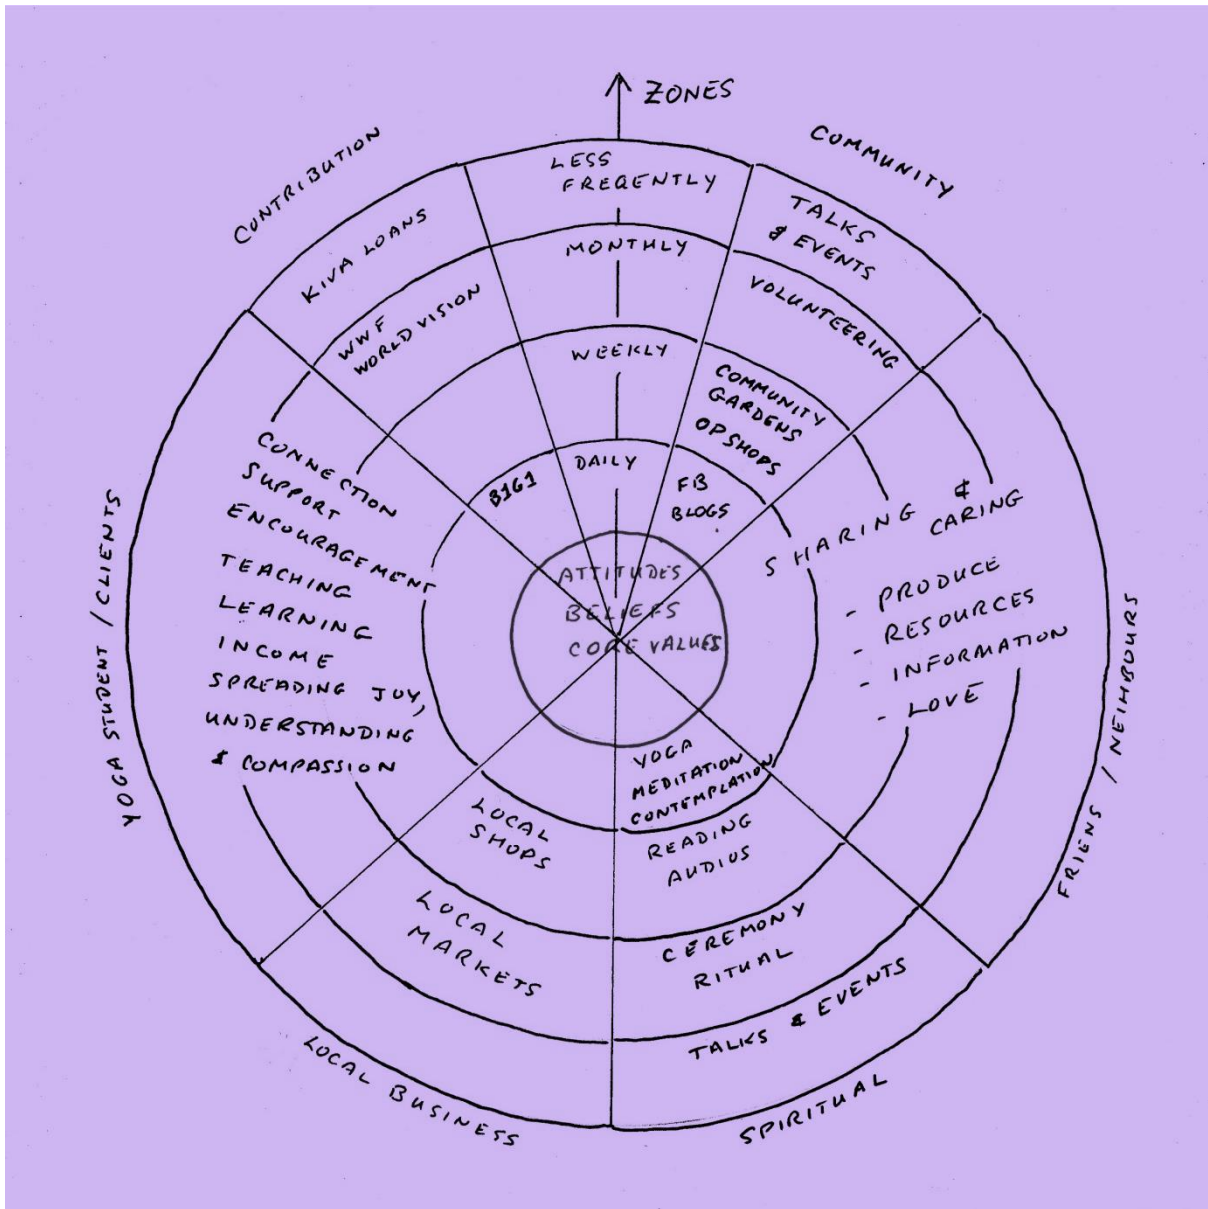 ZONES
CONTRIBUTION
COMMUNITY
LESS
FREQENTLY
MONTHLY
WEEKLY
DAILY
KIVA LOANS
WWF
WORLD VISION
B1G1
TALKS
& EVENTS
VOLUNTEERING
COMMUNITY
GARDENS
OP SHOPS
FB
BLOGS
ATTITUDES
BELIEFS
CORE VALUES
YOGA STUDENT / CLIENTS
CONNECTION
SUPPORT
ENCOURAGEMENT
TEACHING
LEARNING
INCOME
SPREADING JOY,
UNDERSTANDING
& COMPASSION
SHARING &
CARING
- PRODUCE
- RESOURCES
- INFORMATION
- LOVE
FRIENS / NEIHBOURS
LOCAL
SHOPS
LOCAL
MARKETS
LOCAL BUSINESS
YOGA
MEDITATION
CONTEMPLATION
READING
AUDIOS
CEREMONY
RITUAL
TALKS & EVENTS
SPIRITUAL